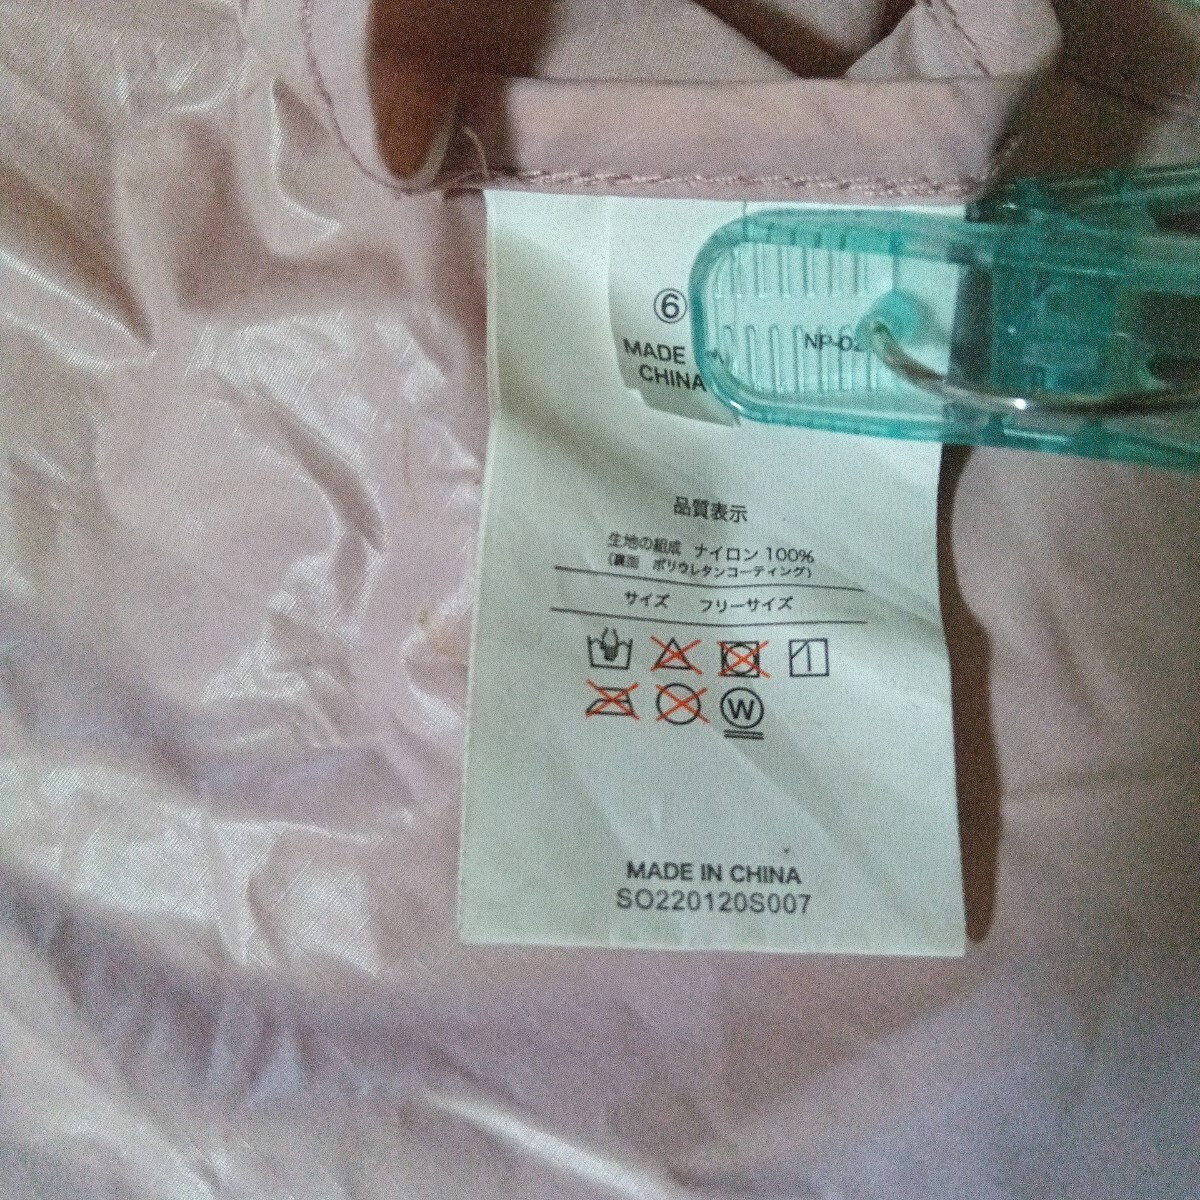 ⑥
MADE
CHINA
品質表示
生地の組成 ナイロン 100%
(裏面 ポリウレタンコーティング)
サイズ フリーサイズ
W
MADE IN CHINA
SO220120S007